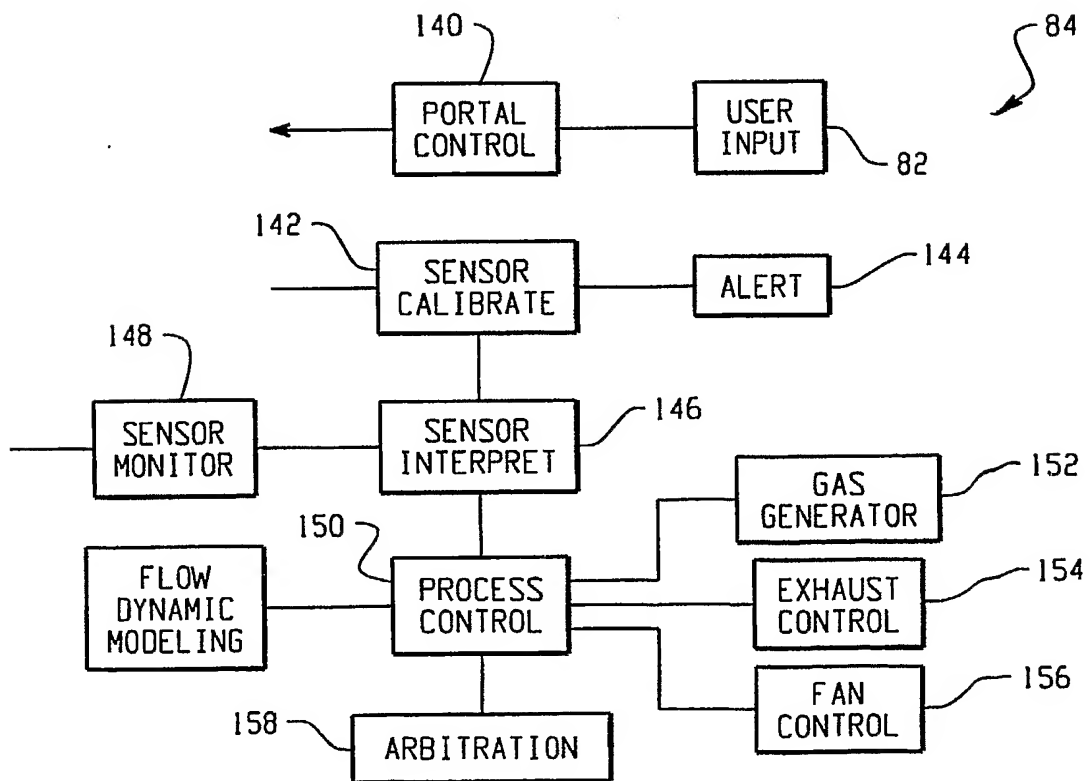 140
84
PORTAL
CONTROL
USER
INPUT
82
142
SENSOR
CALIBRATE
ALERT
144
148
SENSOR
MONITOR
SENSOR
INTERPRET
146
GAS
GENERATOR
152
150
FLOW
DYNAMIC
MODELING
PROCESS
CONTROL
EXHAUST
CONTROL
154
FAN
CONTROL
156
158
ARBITRATION